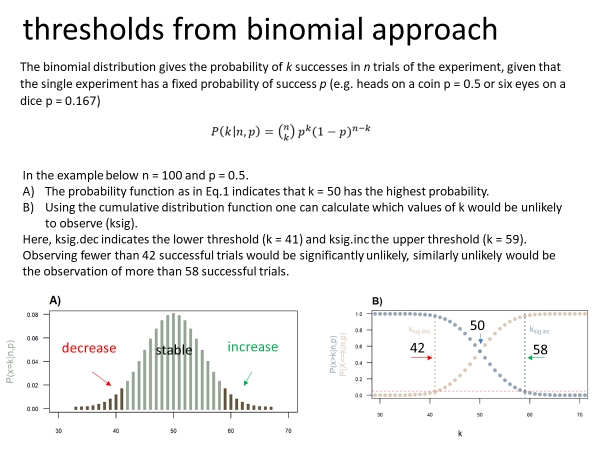 thresholds from binomial approach
The binomial distribution gives the probability of k successes in n trials of the experiment, given that
the single experiment has a fixed probability of success p (e.g. heads on a coin p = 0.5 or six eyes on a
dice p = 0.167)
P(k|n, p) = (n k) p^k (1 − p)^{n−k}
In the example below n = 100 and p = 0.5.
A) The probability function as in Eq.1 indicates that k = 50 has the highest probability.
B) Using the cumulative distribution function one can calculate which values of k would be unlikely
to observe (ksig).
Here, ksig.dec indicates the lower threshold (k = 41) and ksig.inc the upper threshold (k = 59).
Observing fewer than 42 successful trials would be significantly unlikely, similarly unlikely would be
the observation of more than 58 successful trials.
A)
P(X=k|n,p)
0.08
0.06
0.04
0.02
0.00
decrease
stable
increase
30 40 50 60 70
B)
P(X>k|n,p)
P(X<=k|n,p)
1.0
0.8
0.6
0.4
0.2
0.0
ksig.inc
50
42
58
30 40 50 60 70
k